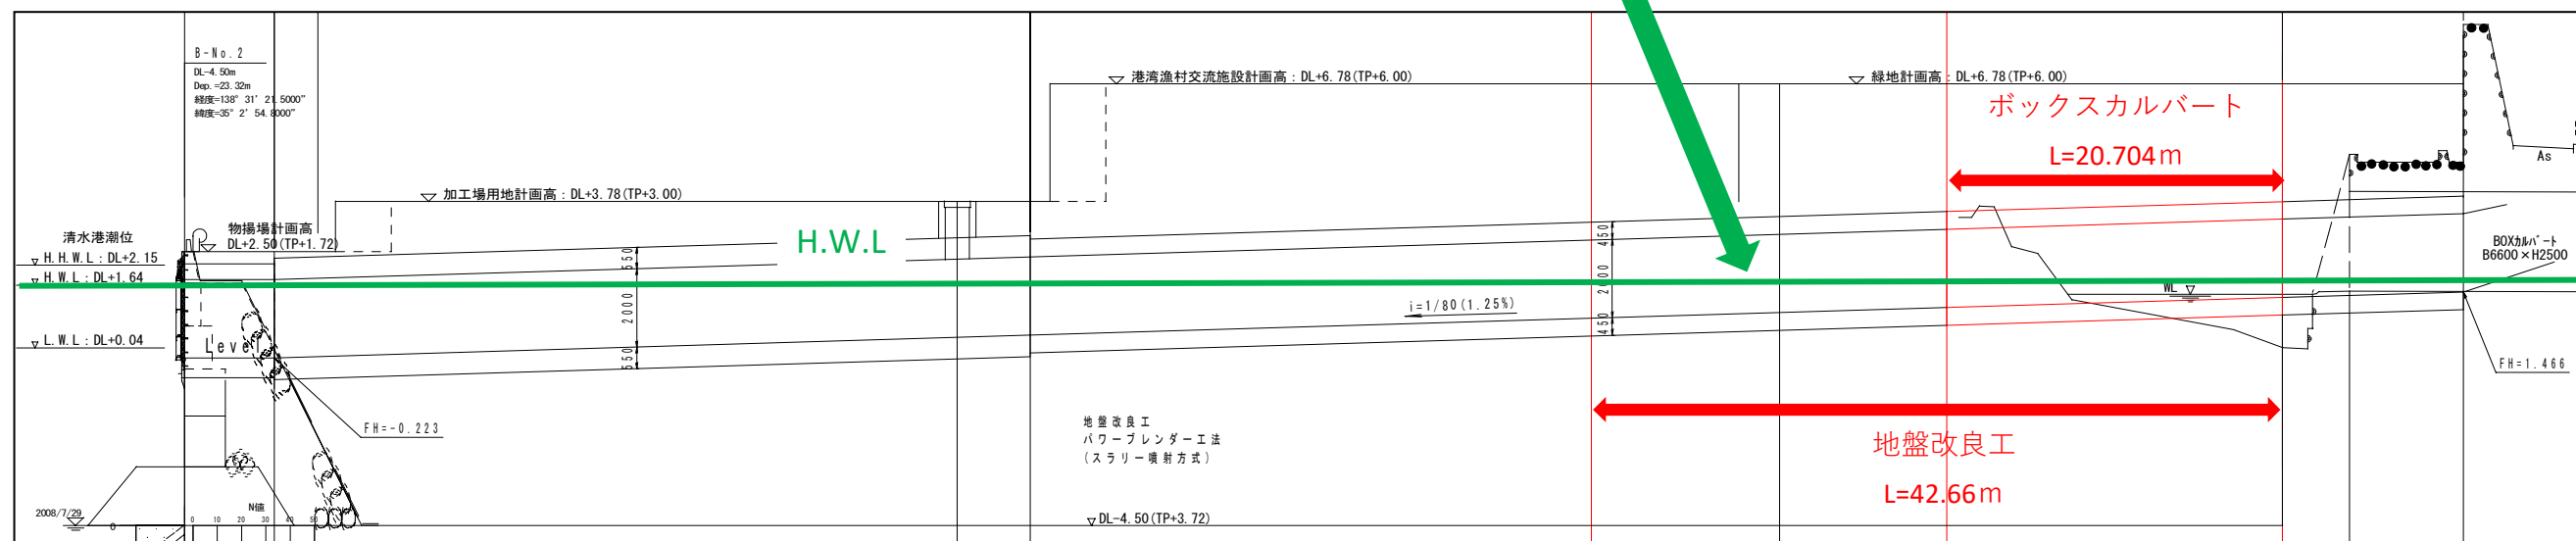 B-No.2
DL-4.50m
Dep.=23.32m
経度=138° 31' 21.5000"
緯度=35° 2' 54.8000"
港湾漁村交流施設計画高：DL+6.78(TP+6.00)
緑地計画高：DL+6.78(TP+6.00)
ボックスカルバート
L=20.704m
As
加工場用地計画高：DL+3.78(TP+3.00)
清水港潮位
物揚場計画高
DL+2.50(TP+1.72)
H.H.W.L：DL+2.15
H.W.L：DL+1.64
H.W.L
L.W.L：DL+0.04
Level
550
2000
550
450
2000
450
i=1/80(1.25%)
WL
BOXカルバート
B6600×H2500
FH=1.466
FH=-0.223
地盤改良工
パワーブレンダー工法
(スラリー噴射方式)
地盤改良工
L=42.66m
DL-4.50(TP+3.72)
2008/7/29
0
N値
0 10 20 30 40 50